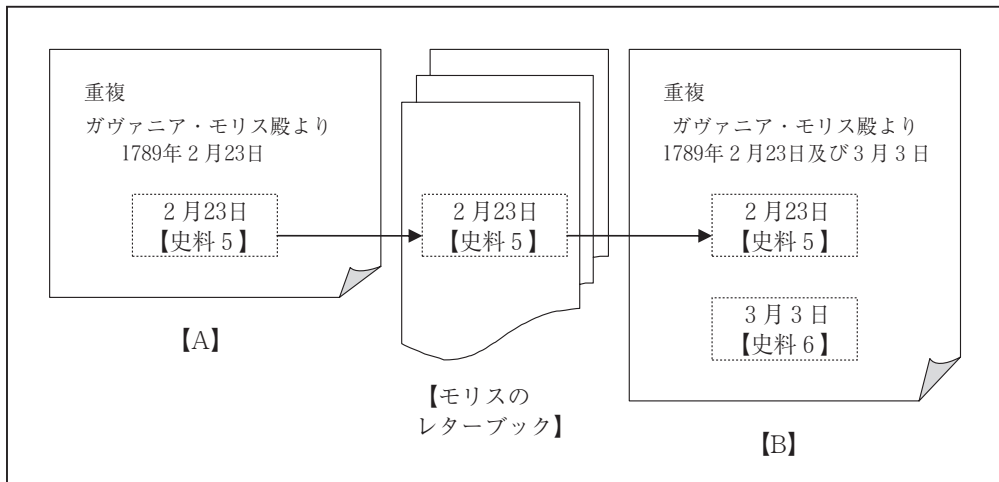 重複
ガヴァニア・モリス殿より
1789年2月23日
2月23日
【史料5】
【A】
2月23日
【史料5】
【モリスの
レターブック】
重複
ガヴァニア・モリス殿より
1789年2月23日及び3月3日
2月23日
【史料5】
3月3日
【史料6】
【B】